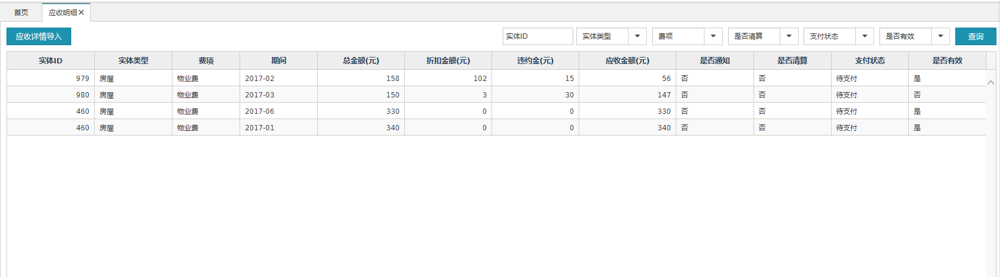 首页 应收明细
应收详情导入 实体ID 实体类型 费项 是否清算 支付状态 是否有效 查询
实体ID 实体类型 费项 期间 总金额(元) 折扣金额(元) 违约金(元) 应收金额(元) 是否通知 是否清算 支付状态 是否有效
979 房屋 物业费 2017-02 158 102 15 56 否 否 待支付 是
980 房屋 物业费 2017-03 150 3 30 147 否 否 待支付 否
460 房屋 物业费 2017-06 330 0 0 330 否 否 待支付 是
460 房屋 物业费 2017-01 340 0 0 340 否 否 待支付 是